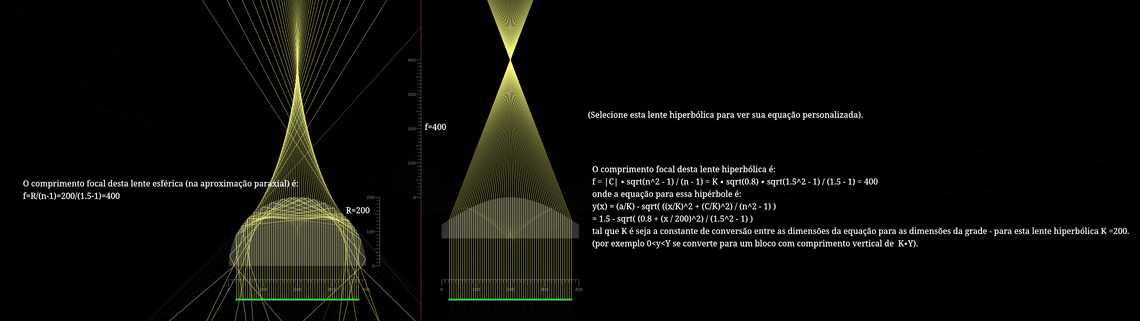 O comprimento focal desta lente esférica (na aproximação paraxial) é:
f=R/(n-1)=200/(1.5-1)=400
R=200
f=400
(Selecione esta lente hiperbólica para ver sua equação personalizada).
O comprimento focal desta lente hiperbólica é:
f = |C| • sqrt(n^2 - 1) / (n - 1) = K • sqrt(0.8) • sqrt(1.5^2 - 1) / (1.5 - 1) = 400
onde a equação para essa hipérbole é:
y(x) = (a/K) - sqrt( ((x/K)^2 + (C/K)^2) / (n^2 - 1) )
= 1.5 - sqrt( (0.8 + (x / 200)^2) / (1.5^2 - 1) )
tal que K é seja a constante de conversão entre as dimensões da equação para as dimensões da grade - para esta lente hiperbólica K =200.
(por exemplo 0<y<Y se converte para um bloco com comprimento vertical de K•Y).